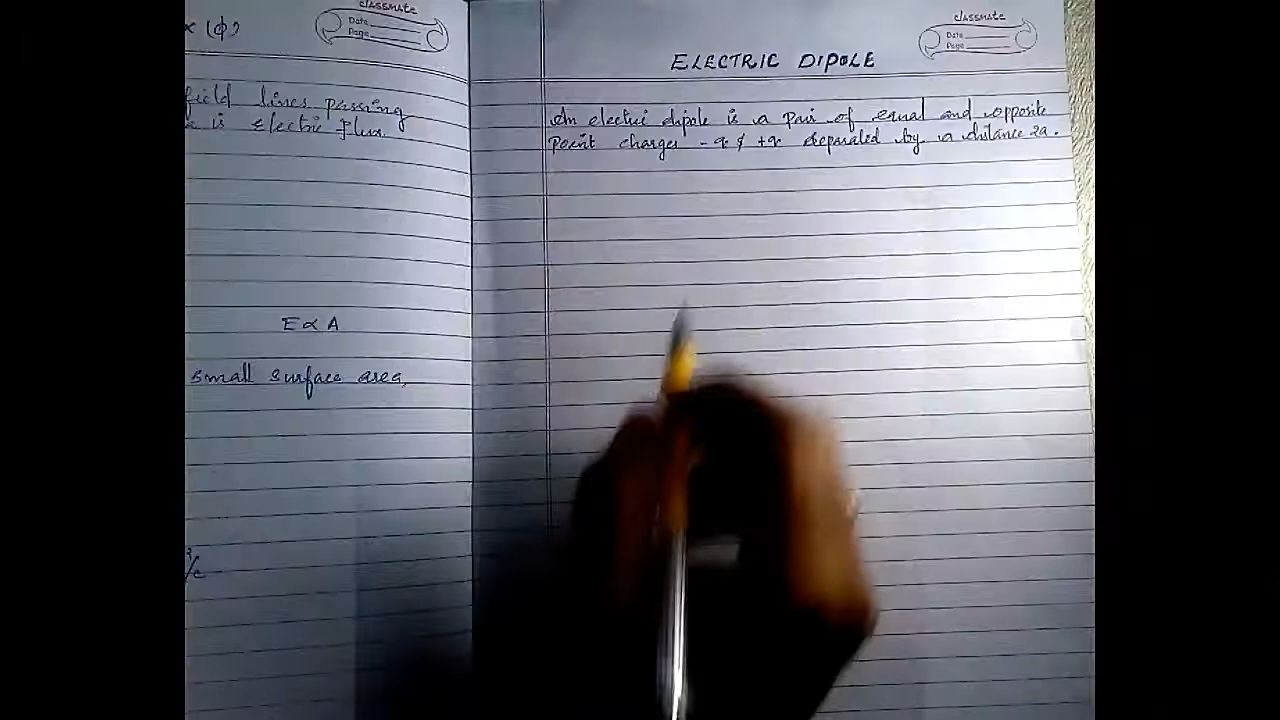 x (ϕ)
classmate
Date
Page
field lines passing
a is electric flux.
E ∝ A
small surface area,
²/c
classmate
Date
Page
ELECTRIC DIPOLE
An electric dipole is a pair of equal and opposite
point charges -q & +q separated by a distance 2a.